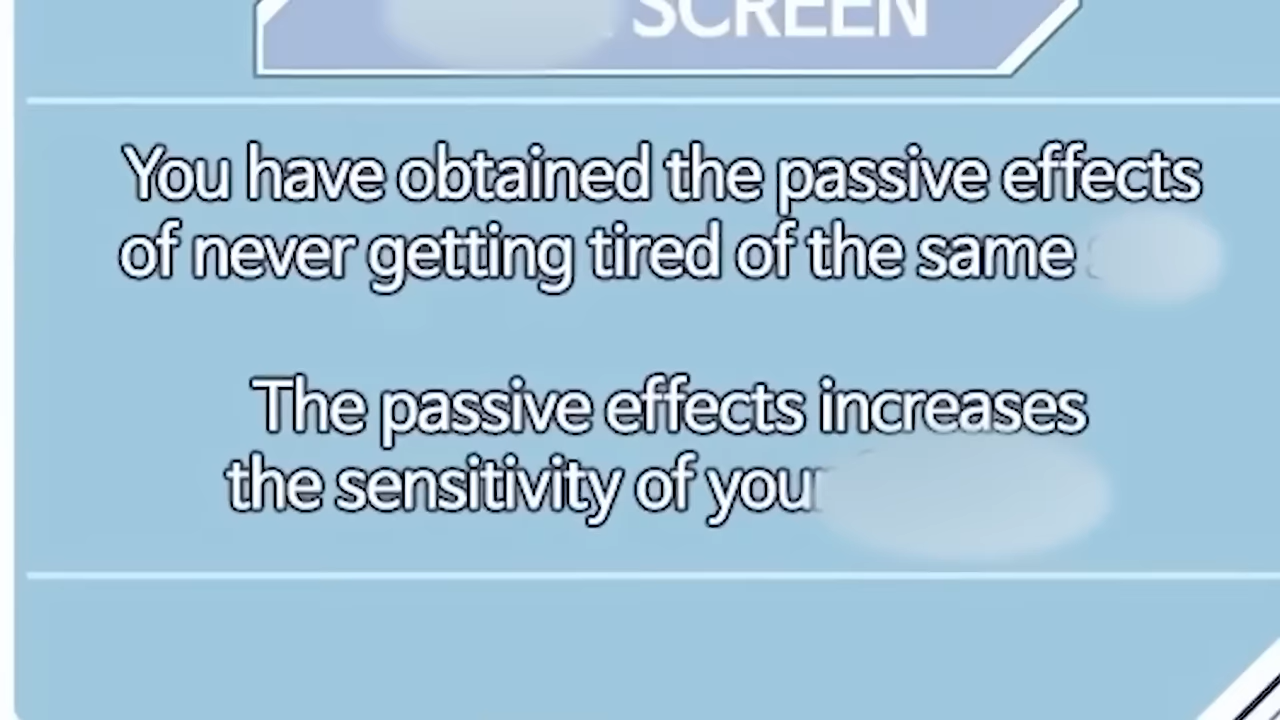 SCREEN
You have obtained the passive effects
of never getting tired of the same
The passive effects increases
the sensitivity of your